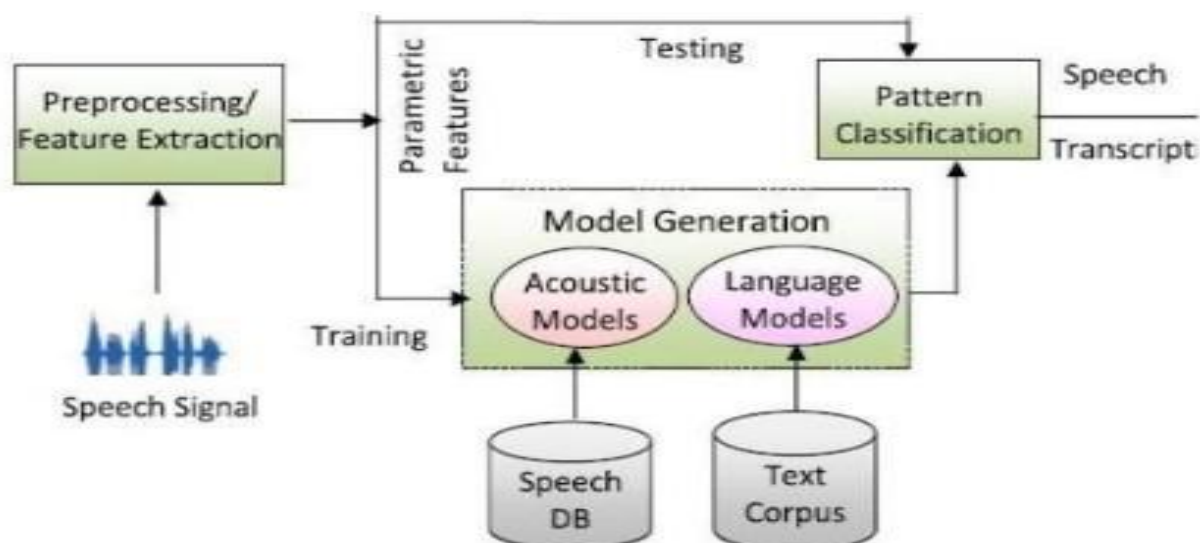 Testing
Parametric
Features
Preprocessing/
Feature Extraction
Pattern
Classification
Speech
Transcript
Model Generation
Acoustic
Models
Language
Models
Training
Speech Signal
Speech
DB
Text
Corpus